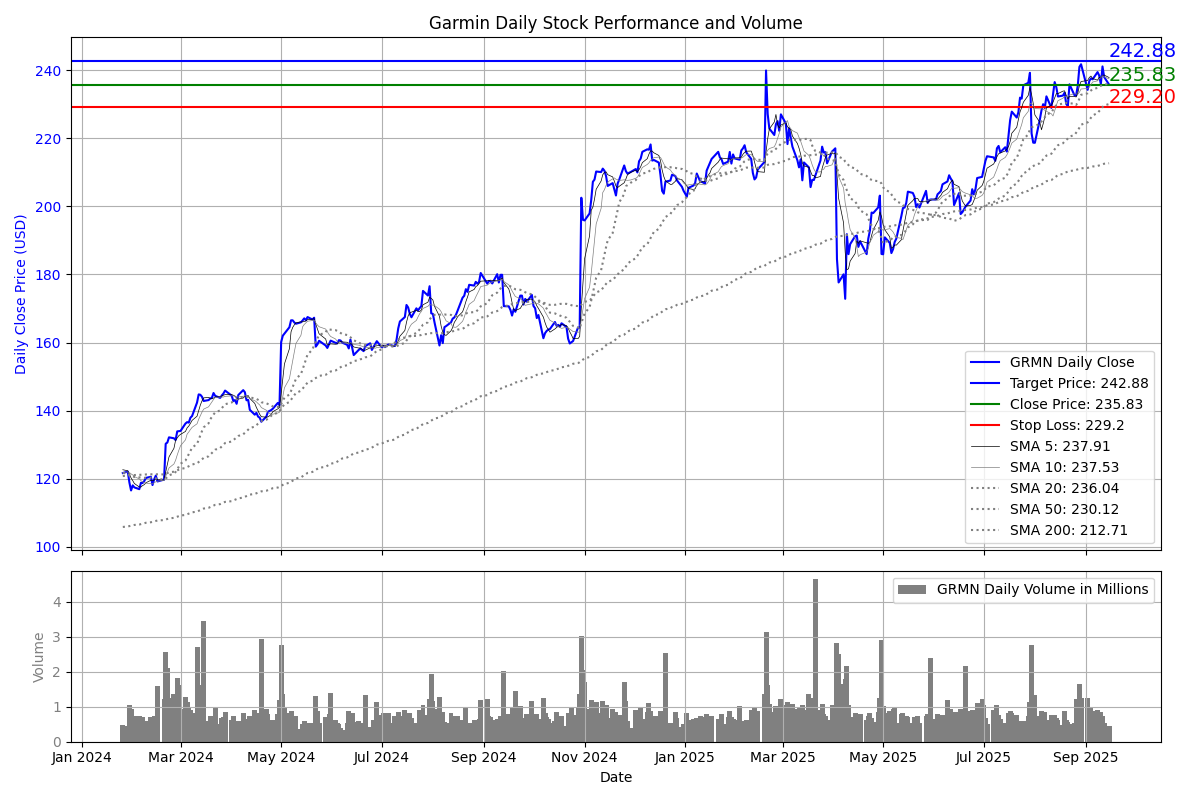 Garmin Daily Stock Performance and Volume
242.88
235.83
229.20
240
220
200
180
160
140
120
100
Daily Close Price (USD)
GRMN Daily Close
Target Price: 242.88
Close Price: 235.83
Stop Loss: 229.2
SMA 5: 237.91
SMA 10: 237.53
SMA 20: 236.04
SMA 50: 230.12
SMA 200: 212.71
GRMN Daily Volume in Millions
4
3
2
1
0
Volume
Jan 2024 Mar 2024 May 2024 Jul 2024 Sep 2024 Nov 2024 Jan 2025 Mar 2025 May 2025 Jul 2025 Sep 2025
Date